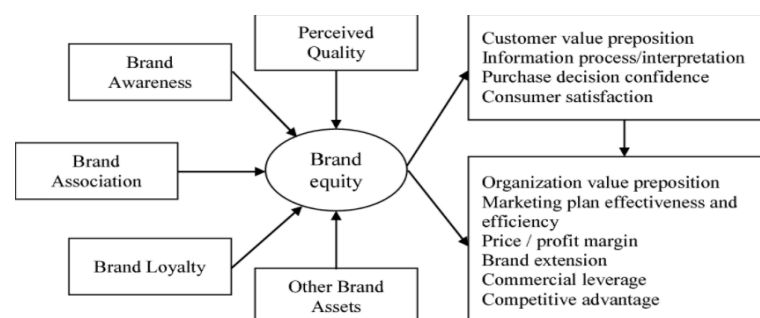 Perceived
Quality
Brand
Awareness
Brand
Association
Brand Loyalty
Other Brand
Assets
Brand
equity
Customer value preposition
Information process/interpretation
Purchase decision confidence
Consumer satisfaction
Organization value preposition
Marketing plan effectiveness and
efficiency
Price / profit margin
Brand extension
Commercial leverage
Competitive advantage